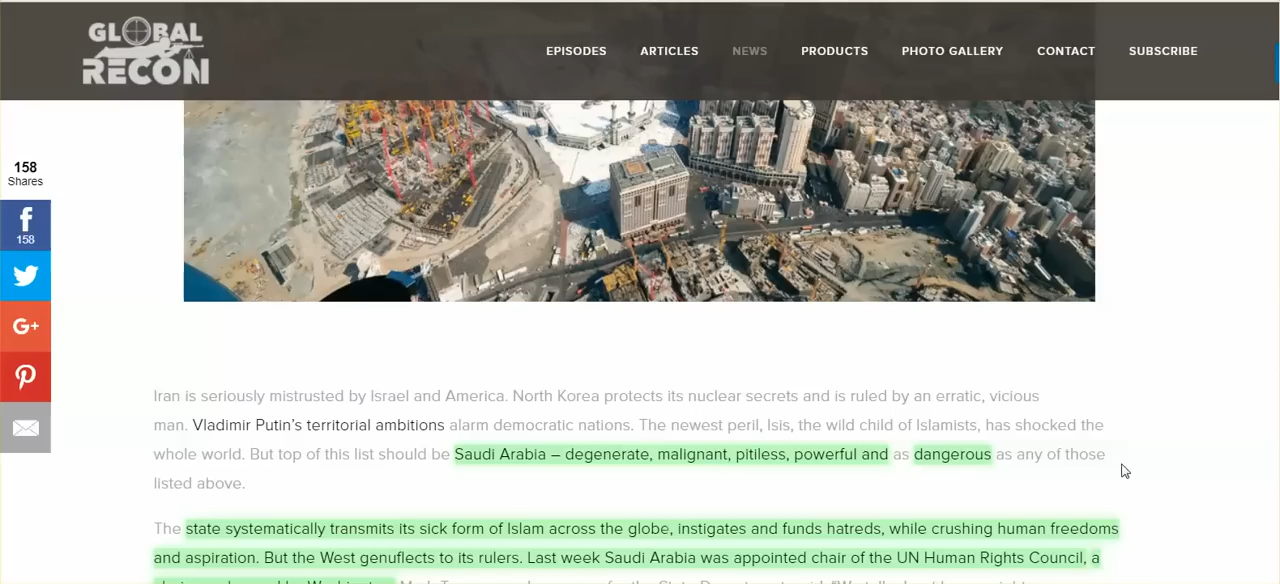 GLOBAL
RECON
EPISODES ARTICLES NEWS PRODUCTS PHOTO GALLERY CONTACT SUBSCRIBE
158
Shares
158
G+
Iran is seriously mistrusted by Israel and America. North Korea protects its nuclear secrets and is ruled by an erratic, vicious
man. Vladimir Putin’s territorial ambitions alarm democratic nations. The newest peril, Isis, the wild child of Islamists, has shocked the
whole world. But top of this list should be Saudi Arabia – degenerate, malignant, pitiless, powerful and as dangerous as any of those
listed above.
The state systematically transmits its sick form of Islam across the globe, instigates and funds hatreds, while crushing human freedoms
and aspiration. But the West genuflects to its rulers. Last week Saudi Arabia was appointed chair of the UN Human Rights Council, a